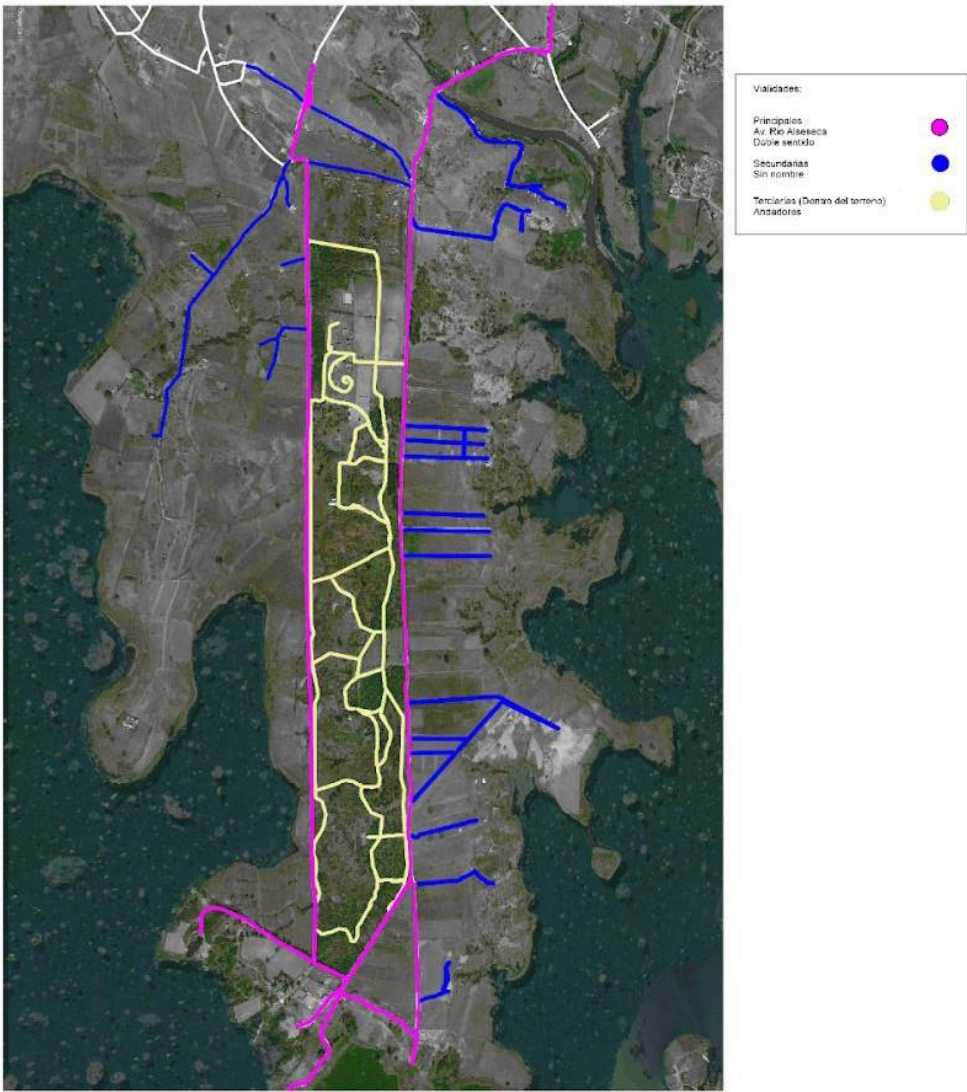 Vialidades:
Principales
Av. Rio Alseseca
Doble sentido
Secundarias
Sin nombre
Terciarias (Dentro del terreno)
Andadores